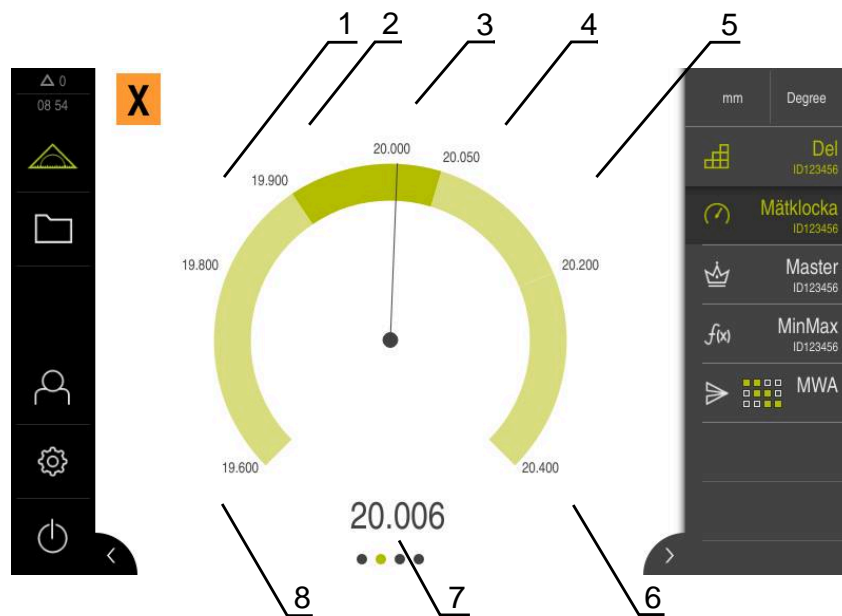 1 2 3 4 5
0
08 54
X
mm Degree
Del
ID123456
Mätklocka
ID123456
Master
ID123456
f(x) MinMax
ID123456
MWA
20.000
20.050
19.900
19.800
20.200
19.600
20.400
20.006
8 7 6